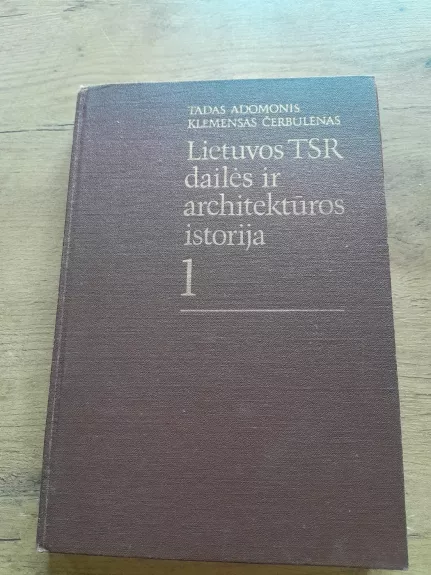 TADAS ADOMONIS
KLEMENSAS ČERBULĖNAS
Lietuvos TSR
dailės ir
architektūros
istorija
1